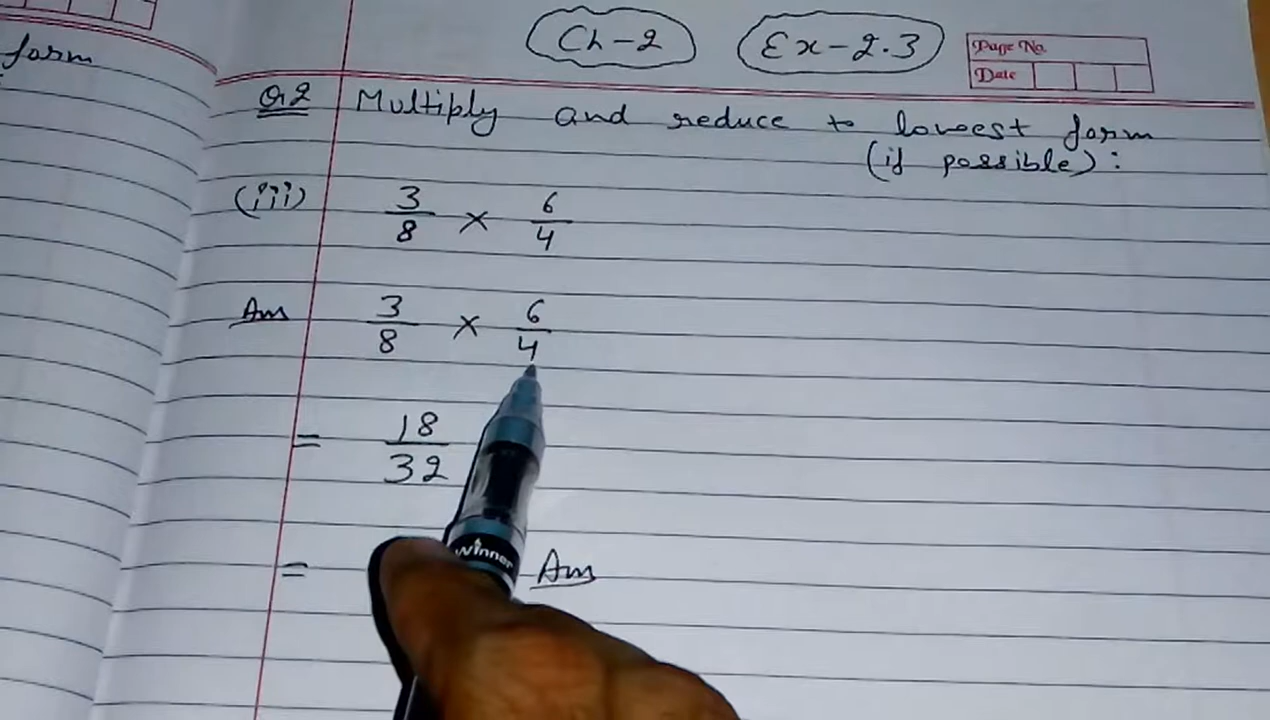 form
Ch-2
Ex-2.3
Page No.
Date
Q2 Multiply and reduce to lowest form
(if possible):
(iii) 3/8 × 6/4
Ans 3/8 × 6/4
= 18/32
= Ans
Winner